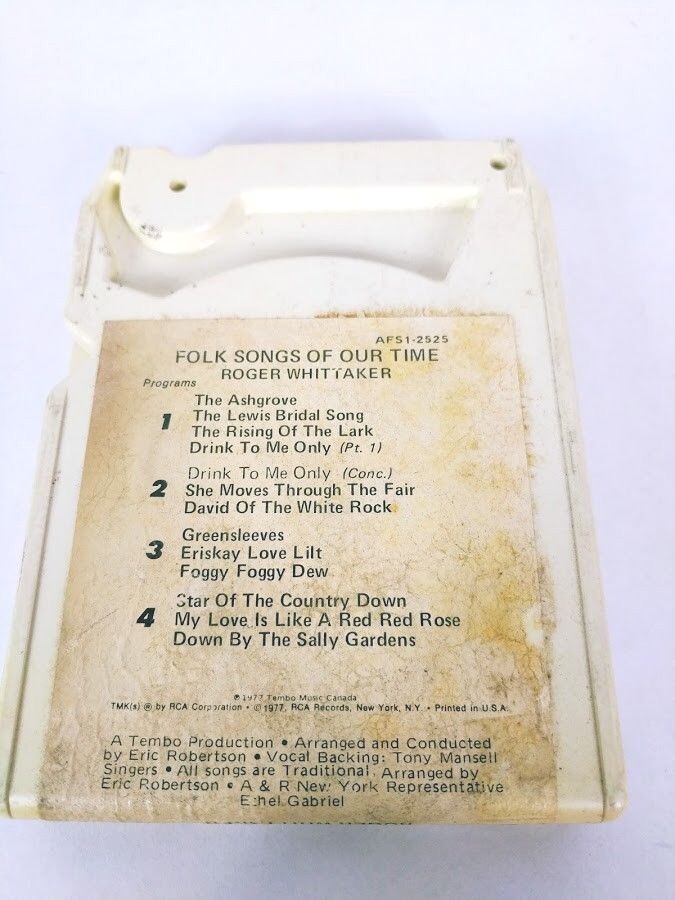 AFS1-2525
FOLK SONGS OF OUR TIME
ROGER WHITTAKER
Programs
1
The Ashgrove
The Lewis Bridal Song
The Rising Of The Lark
Drink To Me Only (Pt. 1)
2
Drink To Me Only (Conc.)
She Moves Through The Fair
David Of The White Rock
3
Greensleeves
Eriskay Love Lilt
Foggy Foggy Dew
4
Star Of The Country Down
My Love Is Like A Red Red Rose
Down By The Sally Gardens
℗ 1977 Tembo Music Canada
TMK(s) ® by RCA Corporation • © 1977, RCA Records, New York, N.Y. • Printed in U.S.A.
A Tembo Production • Arranged and Conducted
by Eric Robertson • Vocal Backing: Tony Mansell
Singers • All songs are Traditional. Arranged by
Eric Robertson • A & R New York Representative
Ethel Gabriel